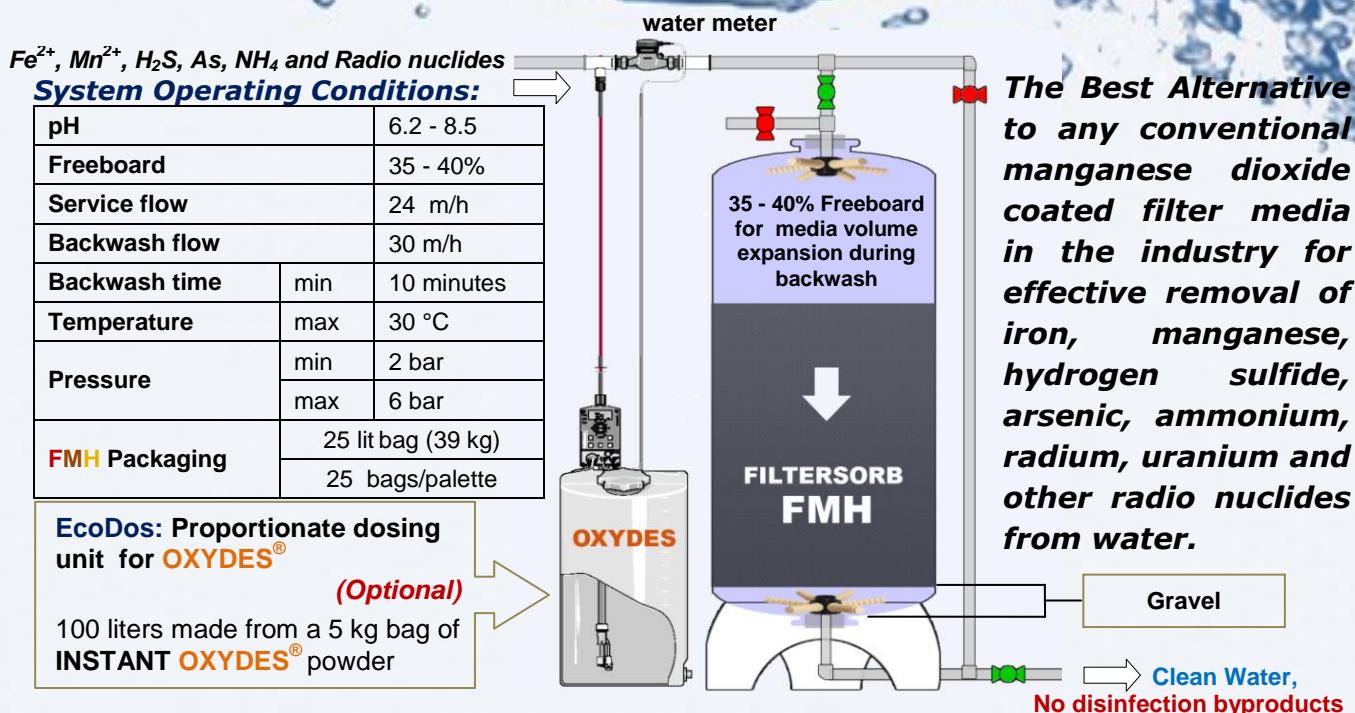 water meter
Fe²⁺, Mn²⁺, H₂S, As, NH₄ and Radio nuclides
System Operating Conditions:
pH 6.2 - 8.5
Freeboard 35 - 40%
Service flow 24 m/h
Backwash flow 30 m/h
Backwash time min 10 minutes
Temperature max 30 °C
Pressure min 2 bar
max 6 bar
FMH Packaging 25 lit bag (39 kg)
25 bags/palette
EcoDos: Proportionate dosing
unit for OXYDES®
(Optional)
100 liters made from a 5 kg bag of
INSTANT OXYDES® powder
OXYDES
35 - 40% Freeboard
for media volume
expansion during
backwash
FILTERSORB
FMH
The Best Alternative
to any conventional
manganese dioxide
coated filter media
in the industry for
effective removal of
iron, manganese,
hydrogen sulfide,
arsenic, ammonium,
radium, uranium and
other radio nuclides
from water.
Gravel
Clean Water,
No disinfection byproducts